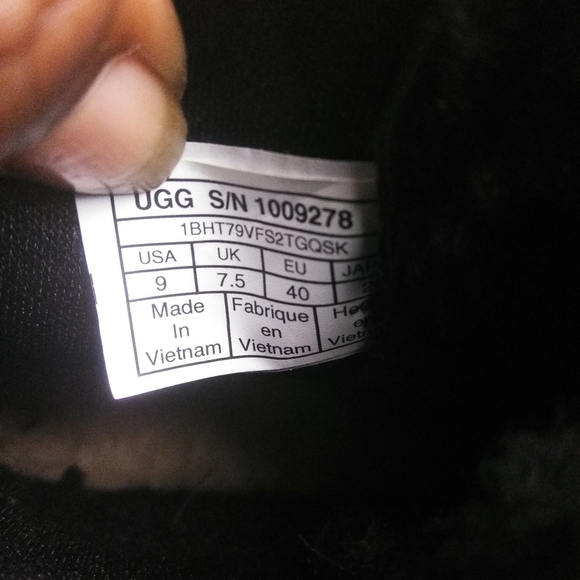 UGG S/N 1009278
1BHT79VFS2TGQSK
USA UK EU
9 7.5 40
Made Fabrique
In en
Vietnam Vietnam